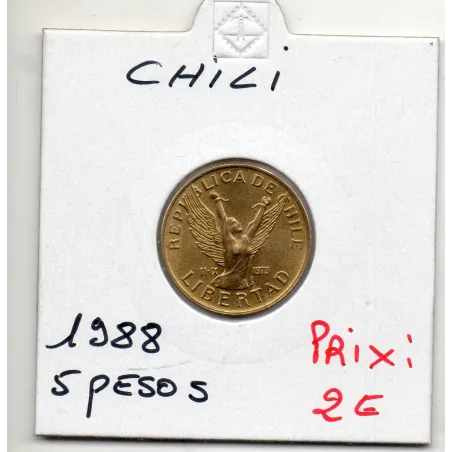 CHiLi
REPUBLICA DE CHILE
LIBERTAD
1988
5 PESOS
PRiX:
2€